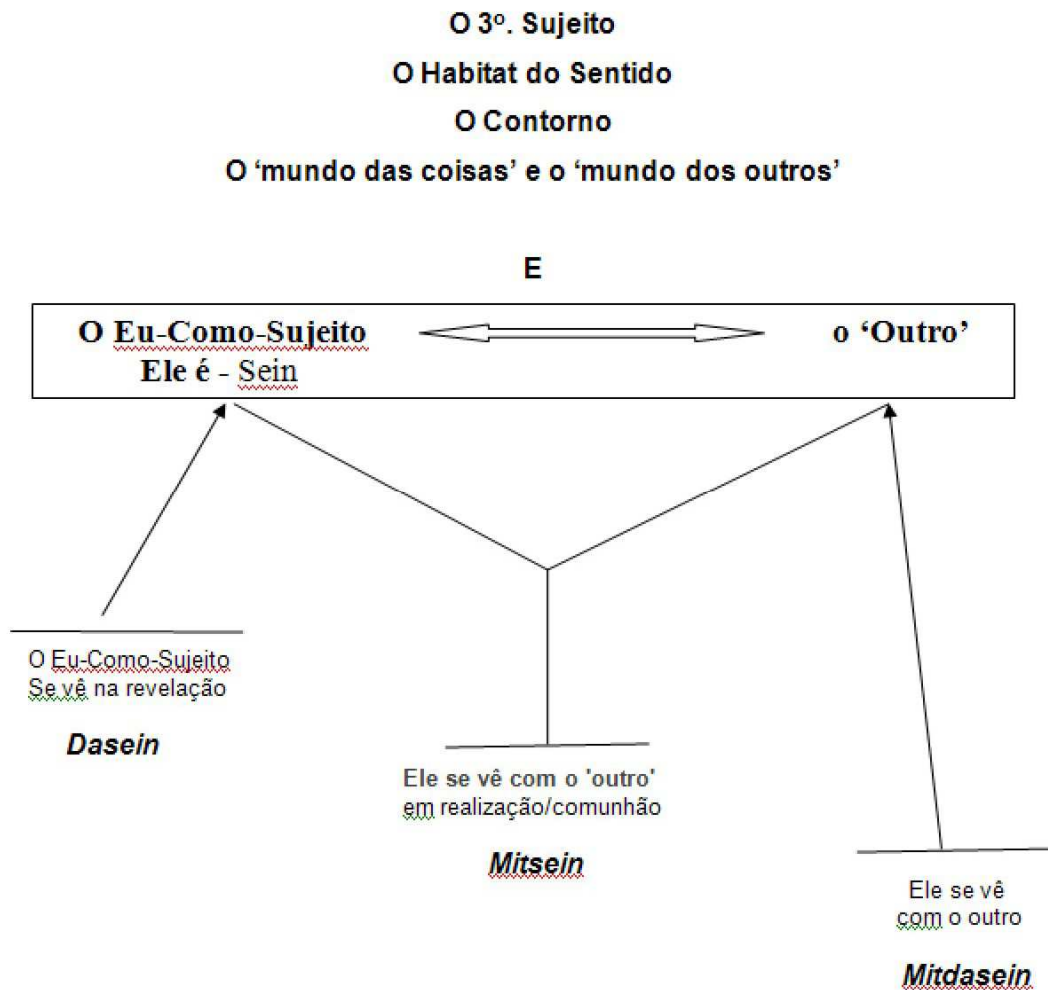 O 3º. Sujeito
O Habitat do Sentido
O Contorno
O ‘mundo das coisas’ e o ‘mundo dos outros’
E
O Eu-Como-Sujeito o ‘Outro’
Ele é - Sein
O Eu-Como-Sujeito
Se vê na revelação
Dasein
Ele se vê com o 'outro'
em realização/comunhão
Mitsein
Ele se vê
com o outro
Mitdasein